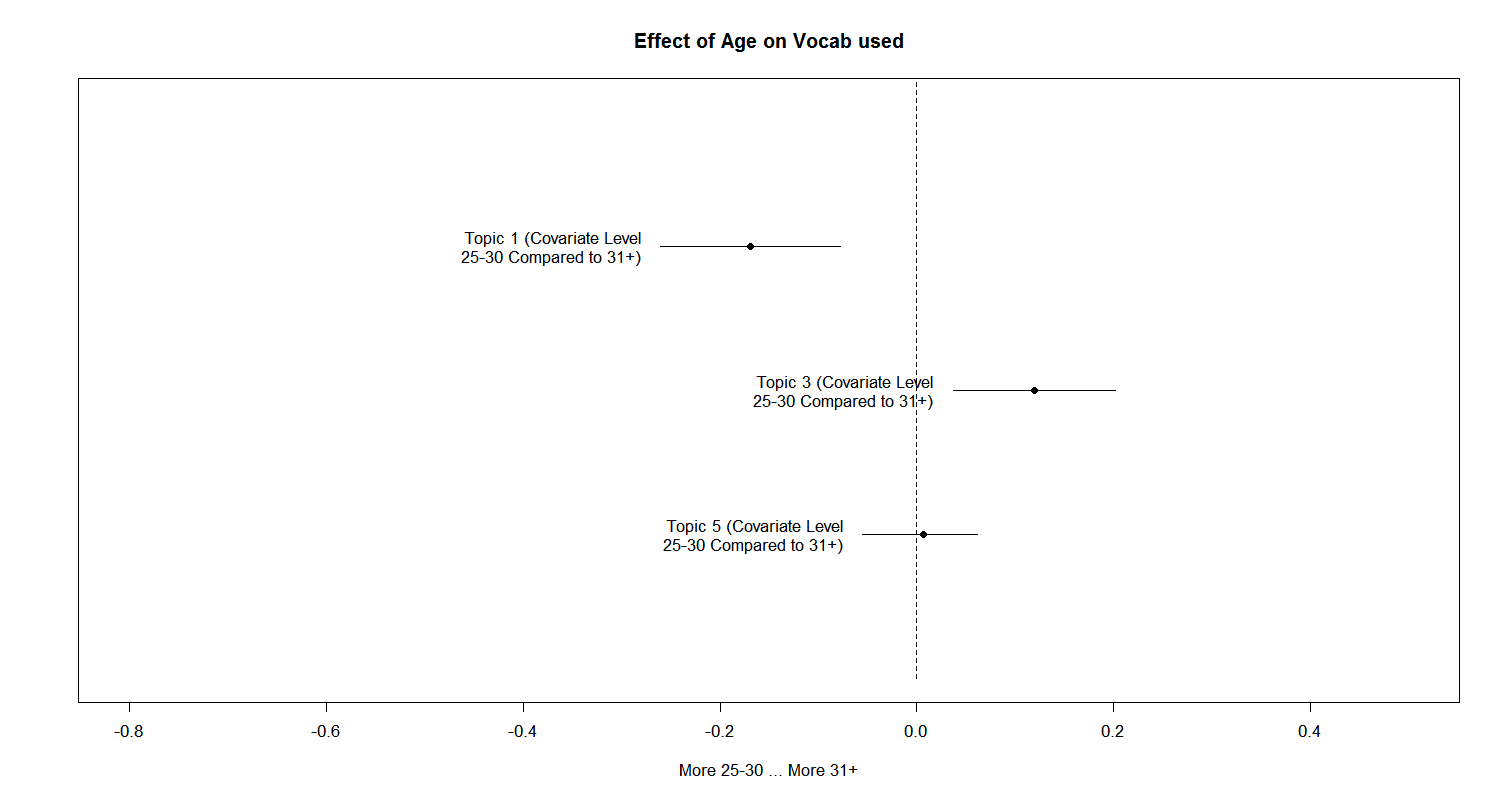 Effect of Age on Vocab used
Topic 1 (Covariate Level
25-30 Compared to 31+)
Topic 3 (Covariate Level
25-30 Compared to 31+)
Topic 5 (Covariate Level
25-30 Compared to 31+)
-0.8 -0.6 -0.4 -0.2 0.0 0.2 0.4
More 25-30 ... More 31+